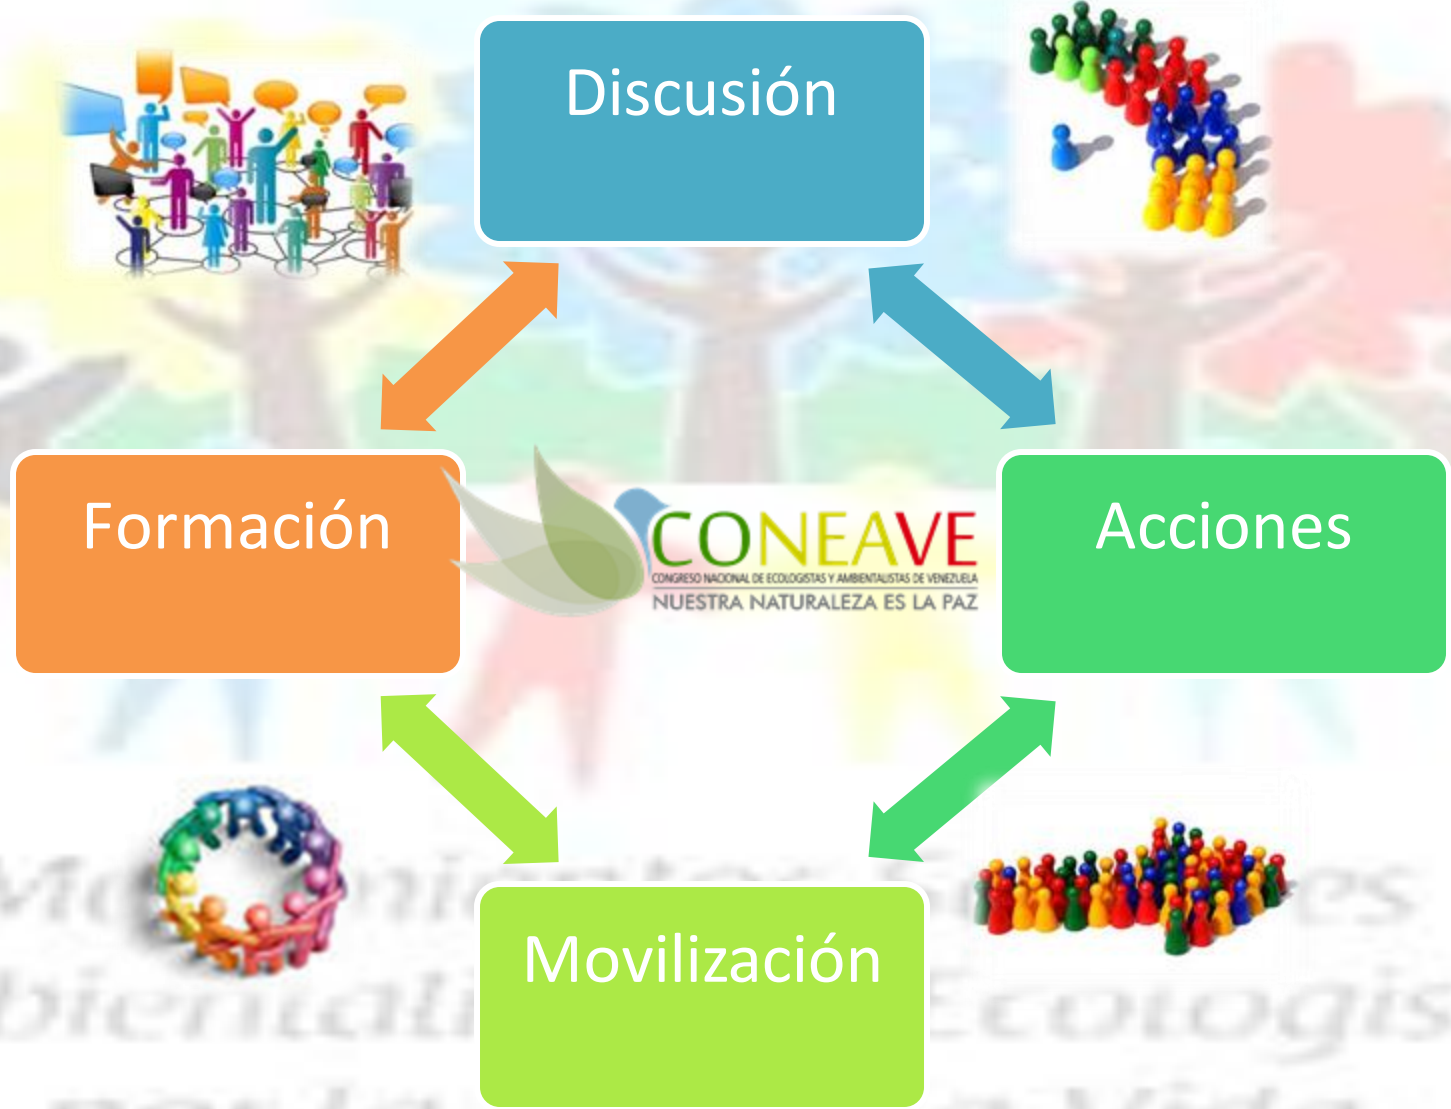 Discusión
Formación
CONEAVE
CONGRESO NACIONAL DE ECOLOGISTAS Y AMBIENTALISTAS DE VENEZUELA
NUESTRA NATURALEZA ES LA PAZ
Acciones
Movilización